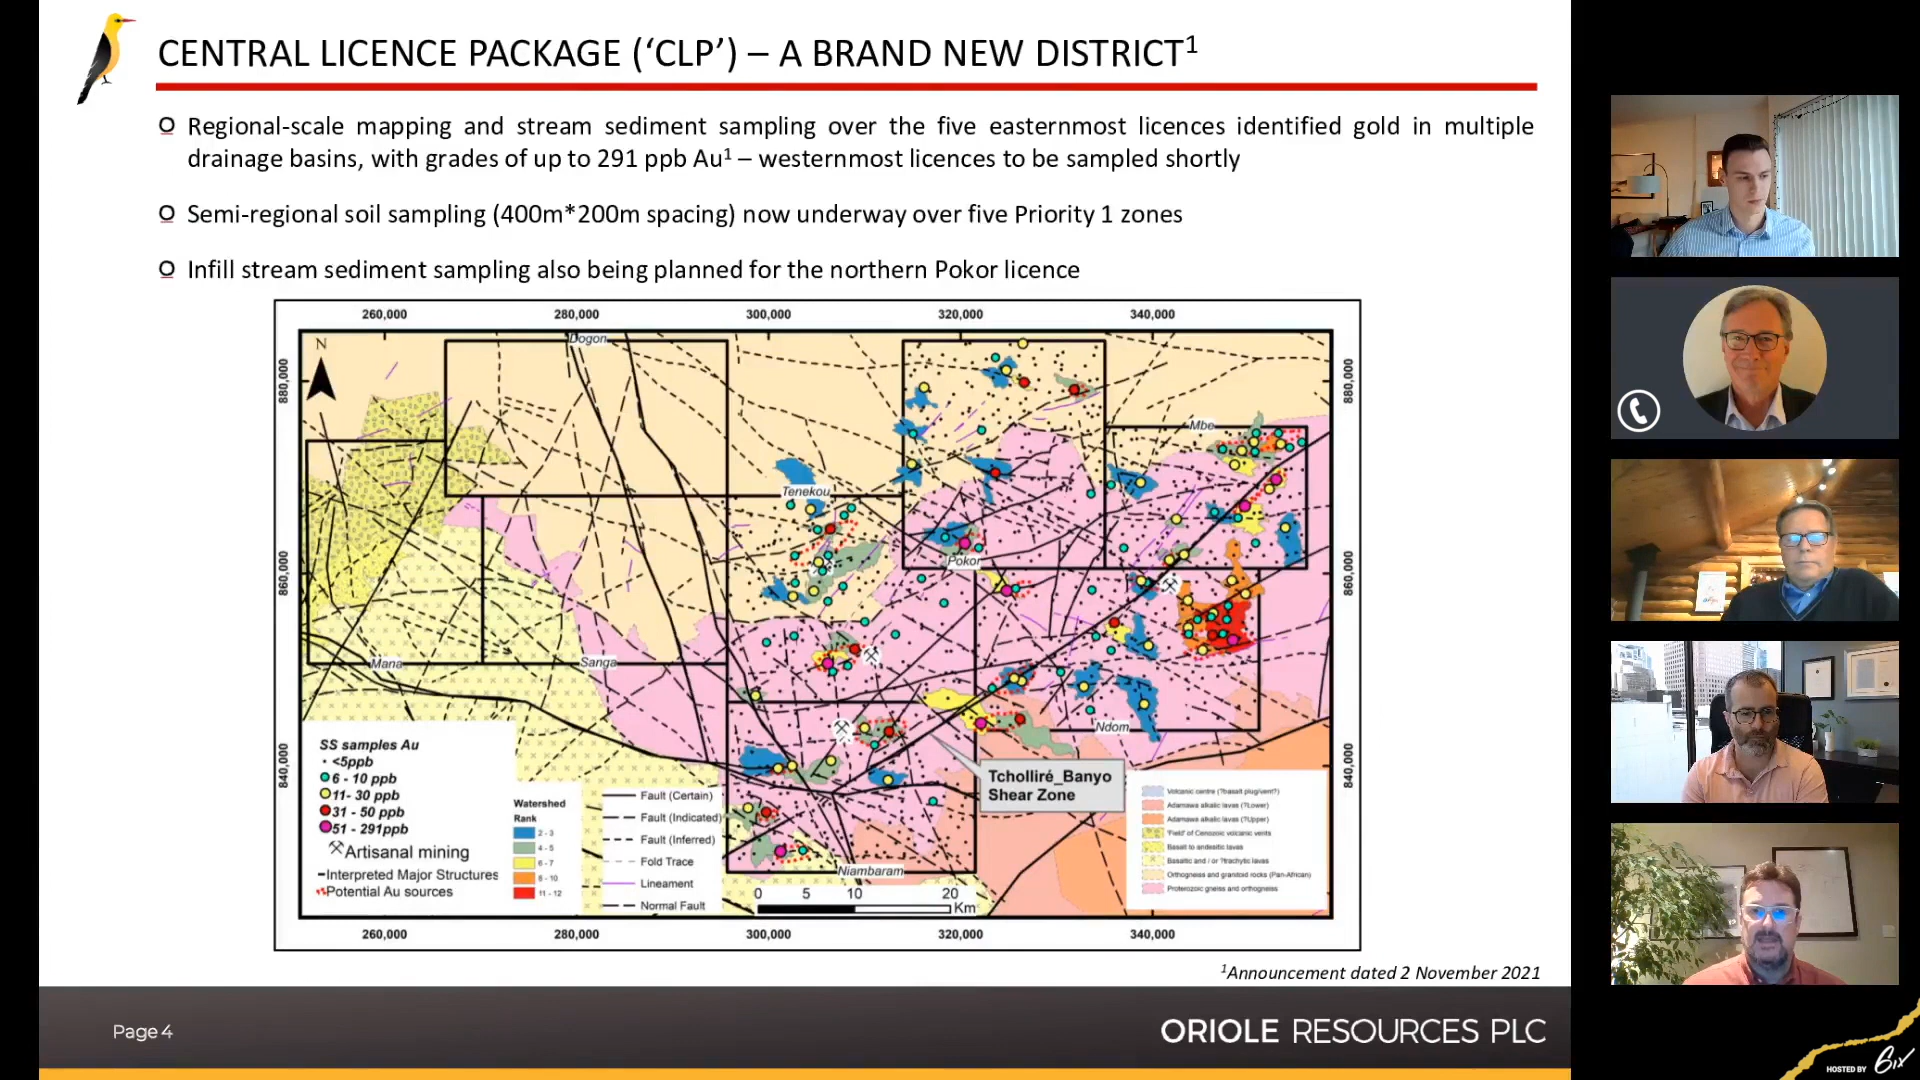 CENTRAL LICENCE PACKAGE (‘CLP’) – A BRAND NEW DISTRICT1
Regional-scale mapping and stream sediment sampling over the five easternmost licences identified gold in multiple
drainage basins, with grades of up to 291 ppb Au1 – westernmost licences to be sampled shortly
Semi-regional soil sampling (400m*200m spacing) now underway over five Priority 1 zones
Infill stream sediment sampling also being planned for the northern Pokor licence
260,000 280,000 300,000 320,000 340,000
880,000
860,000
840,000
880,000
860,000
840,000
N
Dogon
Mbe
Tenekou
Pokor
Mana
Sanga
Ndom
Niambaram
Tcholliré_Banyo
Shear Zone
SS samples Au
<5ppb
6 - 10 ppb
11- 30 ppb
31 - 50 ppb
51 - 291ppb
Artisanal mining
Interpreted Major Structures
Potential Au sources
Watershed
Rank
2 - 3
4 - 5
6 - 7
8 - 10
11 - 12
Fault (Certain)
Fault (Indicated)
Fault (Inferred)
Fold Trace
Lineament
Normal Fault
0 5 10 20
Km
Volcanic centre (?basalt plug/vent?)
Adamawa alkalic lavas (?Lower)
Adamawa alkalic lavas (?Upper)
'Field' of Cenozoic volcanic vents
Basalt to andesitic lavas
Basaltic and / or ?trachytic lavas
Orthogneiss and granitoid rocks (Pan-African)
Proterozoic gneiss and orthogneiss
260,000 280,000 300,000 320,000 340,000
1Announcement dated 2 November 2021
Page 4
ORIOLE RESOURCES PLC
HOSTED BY 6ix